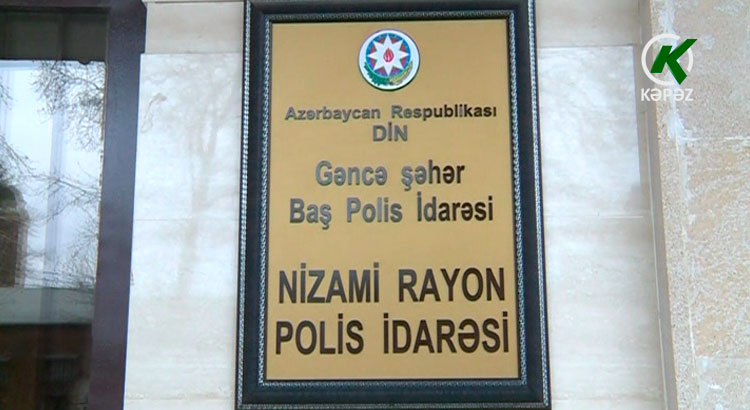 Azərbaycan Respublikası
DİN
Gəncə şəhər
Baş Polis İdarəsi
NİZAMİ RAYON
POLİS İDARƏSİ
K
KƏPƏZ